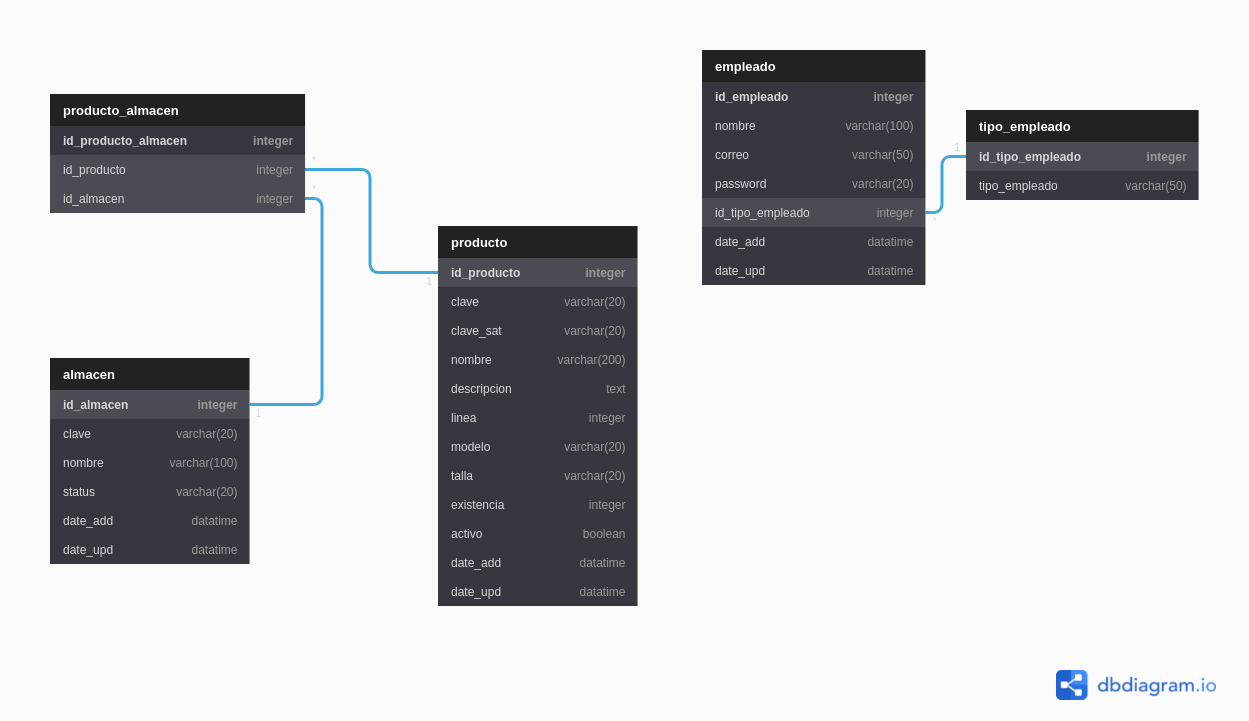 producto_almacen
id_producto_almacen integer
id_producto integer
id_almacen integer
*
*
almacen
id_almacen integer
clave varchar(20)
nombre varchar(100)
status varchar(20)
date_add datatime
date_upd datatime
1
producto
id_producto integer
clave varchar(20)
clave_sat varchar(20)
nombre varchar(200)
descripcion text
linea integer
modelo varchar(20)
talla varchar(20)
existencia integer
activo boolean
date_add datatime
date_upd datatime
1
empleado
id_empleado integer
nombre varchar(100)
correo varchar(50)
password varchar(20)
id_tipo_empleado integer
date_add datatime
date_upd datatime
*
tipo_empleado
id_tipo_empleado integer
tipo_empleado varchar(50)
1
dbdiagram.io